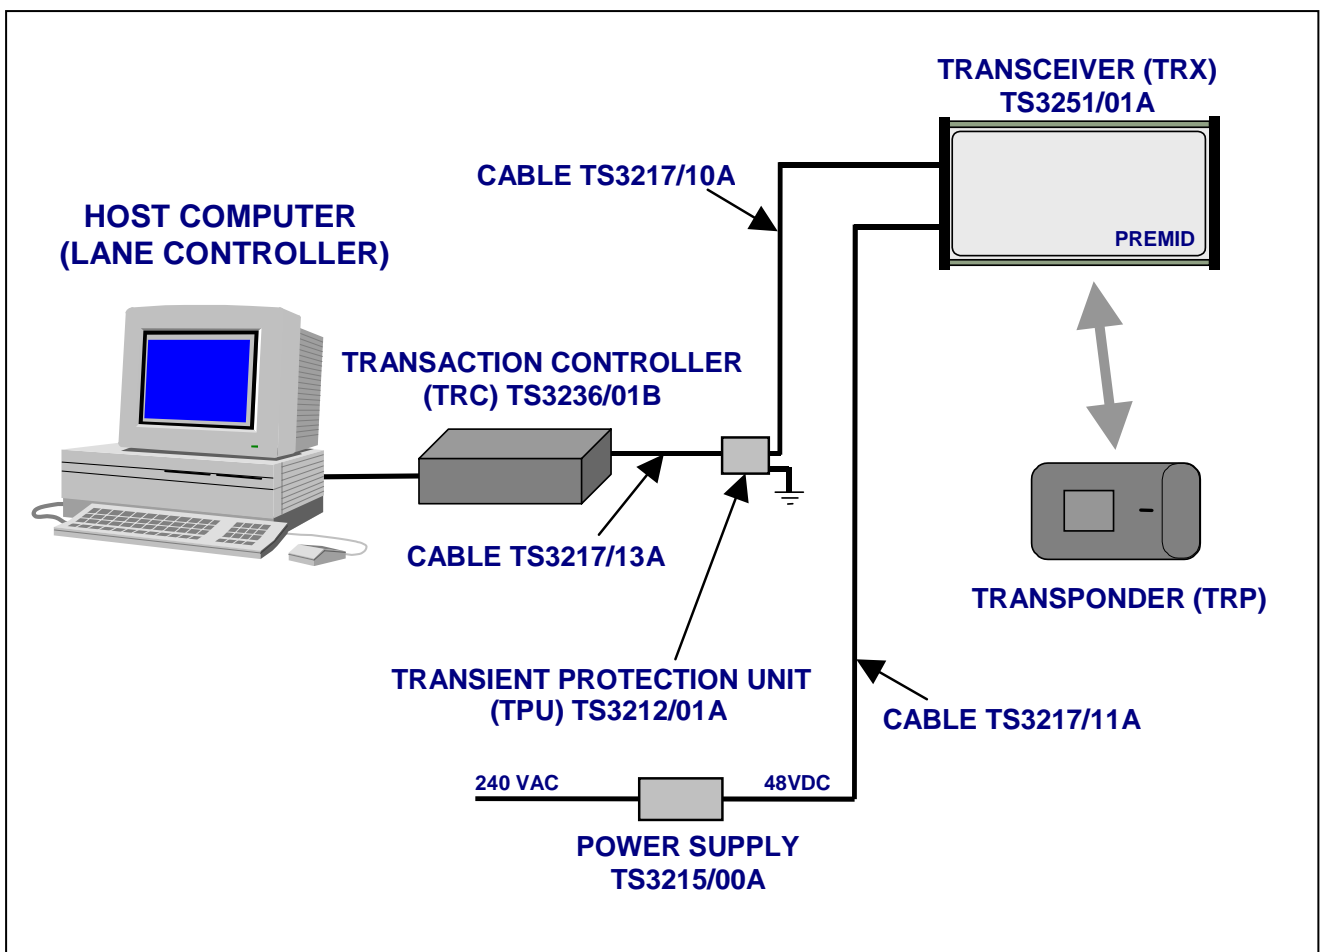 TRANSCEIVER (TRX)
TS3251/01A
CABLE TS3217/10A
HOST COMPUTER
(LANE CONTROLLER)
PREMID
TRANSACTION CONTROLLER
(TRC) TS3236/01B
CABLE TS3217/13A
TRANSPONDER (TRP)
TRANSIENT PROTECTION UNIT
(TPU) TS3212/01A
CABLE TS3217/11A
240 VAC
48VDC
POWER SUPPLY
TS3215/00A